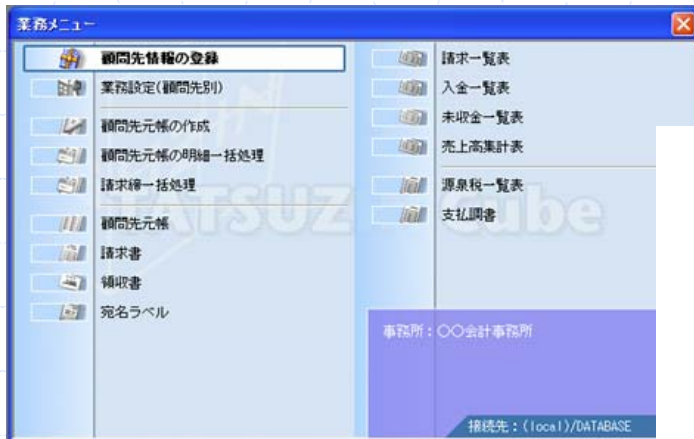 業務メニュー
顧問先情報の登録
業務設定(顧問先別)
顧問先元帳の作成
顧問先元帳の明細一括処理
請求締一括処理
顧問先元帳
請求書
領収書
宛名ラベル
請求一覧表
入金一覧表
未収金一覧表
売上高集計表
源泉税一覧表
支払調書
TATSUZ
Cube
事務所：〇〇会計事務所
接続先：(local)/DATABASE